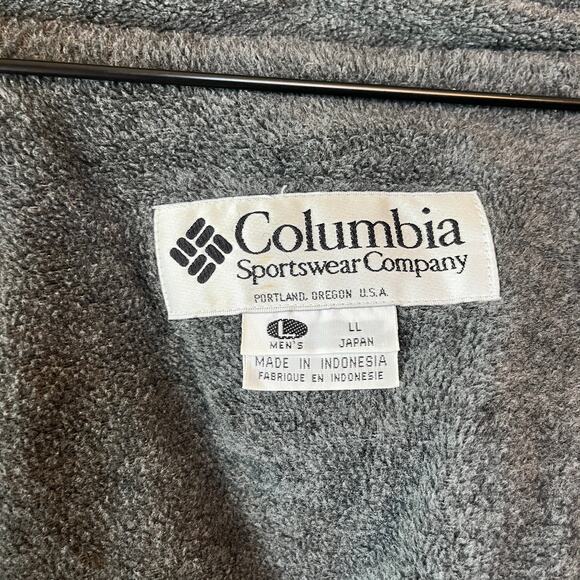 Columbia
Sportswear Company
PORTLAND, OREGON U.S.A.
L LL
MEN'S JAPAN
MADE IN INDONESIA
FABRIQUE EN INDONESIE